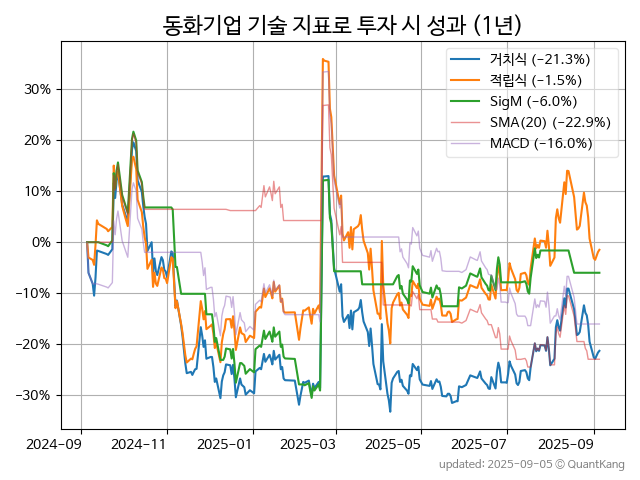 동화기업 기술 지표로 투자 시 성과 (1년)
거치식 (−21.3%)
적립식 (−1.5%)
SigM (−6.0%)
SMA(20) (−22.9%)
MACD (−16.0%)
30%
20%
10%
0%
−10%
−20%
−30%
2024-09 2024-11 2025-01 2025-03 2025-05 2025-07 2025-09
updated: 2025-09-05 ⓒ QuantKang